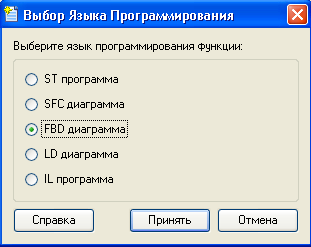 Выбор Языка Программирования
Выберите язык программирования функции:
ST программа
SFC диаграмма
FBD диаграмма
LD диаграмма
IL программа
Справка Принять Отмена